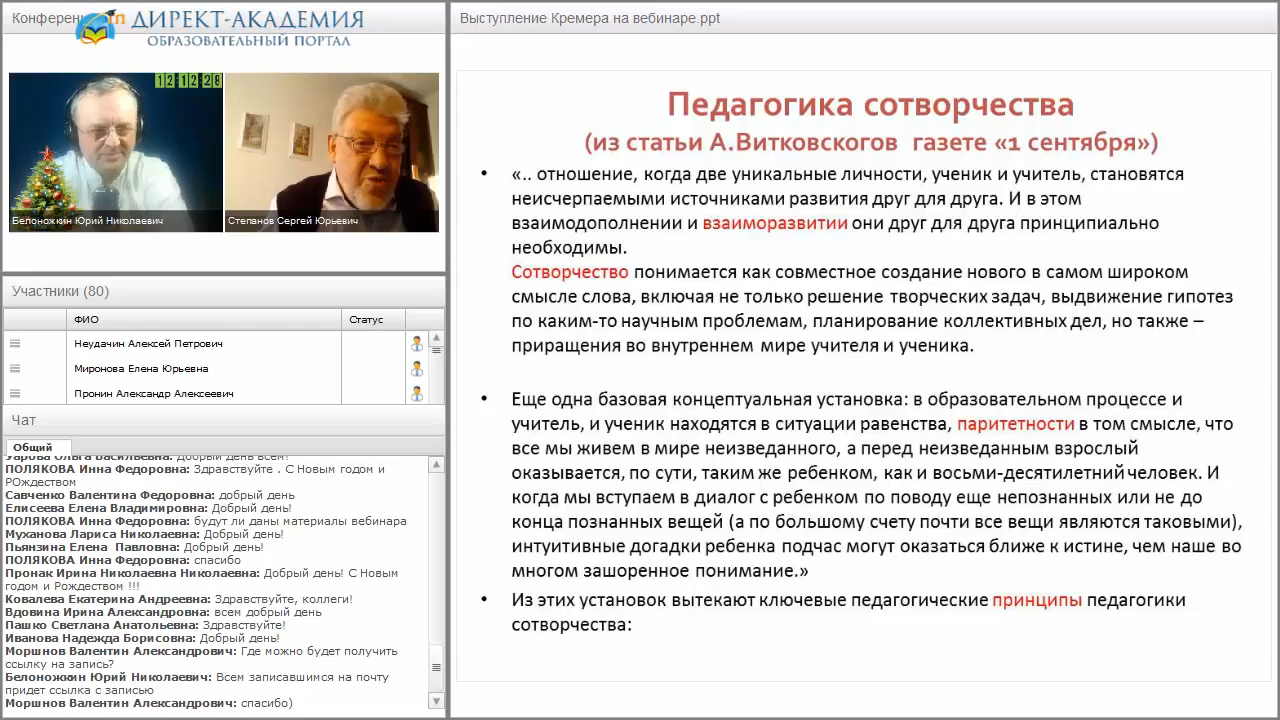 Конференц
ДИРЕКТ-АКАДЕМИЯ
ОБРАЗОВАТЕЛЬНЫЙ ПОРТАЛ
12:12:28
Белоножкин Юрий Николаевич
Степанов Сергей Юрьевич
Участники (80)
ФИО
Статус
Неудачин Алексей Петрович
Миронова Елена Юрьевна
Пронин Александр Алексеевич
Чат
Общий
Уарова Ольга Васильевна: добрый день всем!
ПОЛЯКОВА Инна Федоровна: Здравствуйте . С Новым годом и
РОждеством
Савченко Валентина Федоровна: добрый день
Елисеева Елена Владимировна: Добрый день!
ПОЛЯКОВА Инна Федоровна: будут ли даны материалы вебинара
Муханова Лариса Николаевна: Добрый день!
Пьянзина Елена Павловна: Добрый день!
ПОЛЯКОВА Инна Федоровна: спасибо
Пронак Ирина Николаевна Николаевна: Добрый день! С Новым
годом и Рождеством !!!
Ковалева Екатерина Андреевна: Здравствуйте, коллеги!
Вдовина Ирина Александровна: всем добрый день
Пашко Светлана Анатольевна: Здравствуйте!
Иванова Надежда Борисовна: Добрый день!
Моршнов Валентин Александрович: Где можно будет получить
ссылку на запись?
Белоножкин Юрий Николаевич: Всем записавшимся на почту
придет ссылка с записью
Моршнов Валентин Александрович: спасибо)
Выступление Кремера на вебинаре.ppt
Педагогика сотворчества
(из статьи А.Витковскогов газете «1 сентября»)
• «.. отношение, когда две уникальные личности, ученик и учитель, становятся
неисчерпаемыми источниками развития друг для друга. И в этом
взаимодополнении и взаиморазвитии они друг для друга принципиально
необходимы.
Сотворчество понимается как совместное создание нового в самом широком
смысле слова, включая не только решение творческих задач, выдвижение гипотез
по каким-то научным проблемам, планирование коллективных дел, но также –
приращения во внутреннем мире учителя и ученика.
• Еще одна базовая концептуальная установка: в образовательном процессе и
учитель, и ученик находятся в ситуации равенства, паритетности в том смысле, что
все мы живем в мире неизведанного, а перед неизведанным взрослый
оказывается, по сути, таким же ребенком, как и восьми-десятилетний человек. И
когда мы вступаем в диалог с ребенком по поводу еще непознанных или не до
конца познанных вещей (а по большому счету почти все вещи являются таковыми),
интуитивные догадки ребенка подчас могут оказаться ближе к истине, чем наше во
многом зашоренное понимание.»
• Из этих установок вытекают ключевые педагогические принципы педагогики
сотворчества: